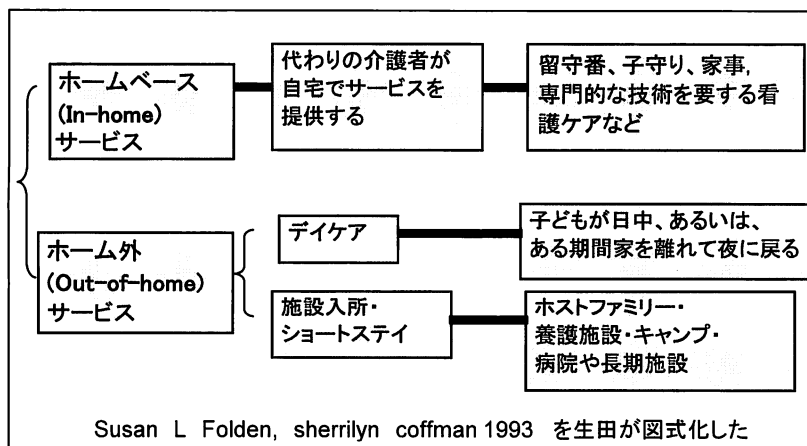 ホームベース
(In-home)
サービス
代わりの介護者が
自宅でサービスを
提供する
留守番、子守り、家事,
専門的な技術を要する看
護ケアなど
ホーム外
(Out-of-home)
サービス
デイケア
子どもが日中、あるいは、
ある期間家を離れて夜に戻る
施設入所・
ショートステイ
ホストファミリー・
養護施設・キャンプ・
病院や長期施設
Susan L Folden, sherrilyn coffman 1993 を生田が図式化した